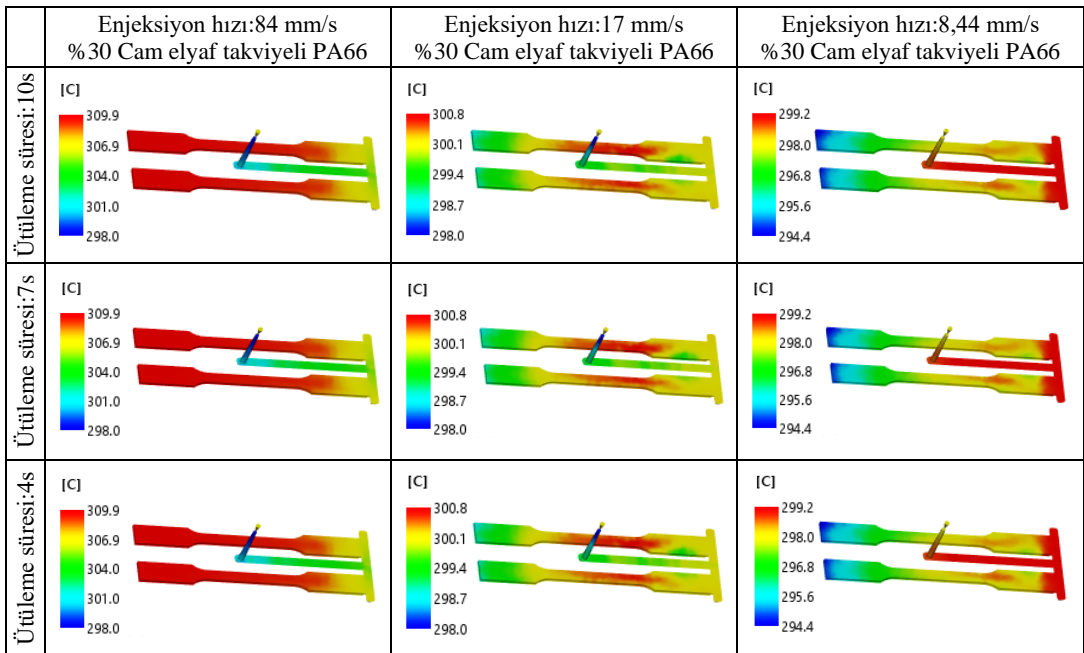 Enjeksiyon hızı:84 mm/s
%30 Cam elyaf takviyeli PA66
Enjeksiyon hızı:17 mm/s
%30 Cam elyaf takviyeli PA66
Enjeksiyon hızı:8,44 mm/s
%30 Cam elyaf takviyeli PA66
Ütüleme süresi:10s
[C]
309.9
306.9
304.0
301.0
298.0
[C]
300.8
300.1
299.4
298.7
298.0
[C]
299.2
298.0
296.8
295.6
294.4
Ütüleme süresi:7s
[C]
309.9
306.9
304.0
301.0
298.0
[C]
300.8
300.1
299.4
298.7
298.0
[C]
299.2
298.0
296.8
295.6
294.4
Ütüleme süresi:4s
[C]
309.9
306.9
304.0
301.0
298.0
[C]
300.8
300.1
299.4
298.7
298.0
[C]
299.2
298.0
296.8
295.6
294.4